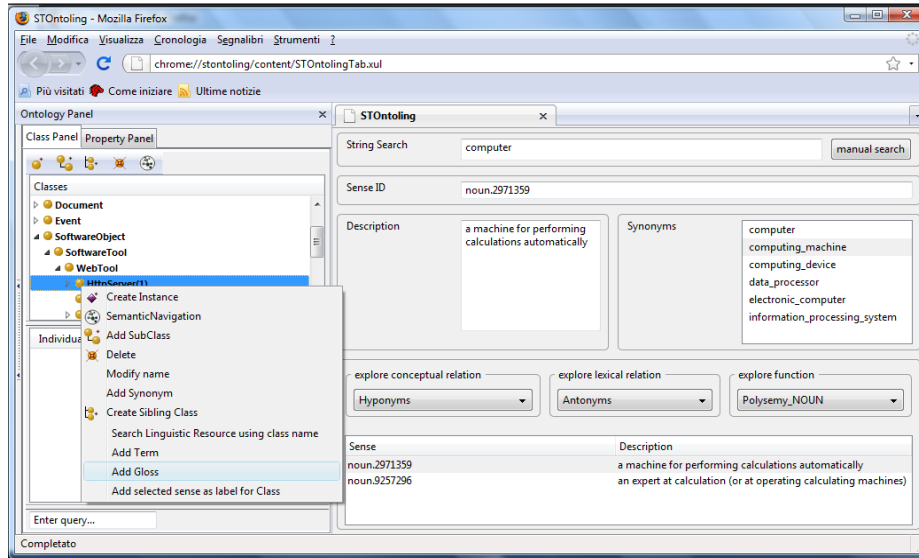 STOntoling - Mozilla Firefox
File Modifica Visualizza Cronologia Segnalibri Strumenti ?
chrome://stontoling/content/STOntolingTab.xul
Più visitati Come iniziare Ultime notizie
Ontology Panel
Class Panel Property Panel
Classes
Document
Event
SoftwareObject
SoftwareTool
WebTool
HttpServer(1)
Create Instance
SemanticNavigation
Add SubClass
Delete
Modify name
Add Synonym
Create Sibling Class
Search Linguistic Resource using class name
Add Term
Add Gloss
Add selected sense as label for Class
Enter query...
STOntoling
String Search computer manual search
Sense ID noun.2971359
Description a machine for performing
calculations automatically
Synonyms
computer
computing_machine
computing_device
data_processor
electronic_computer
information_processing_system
explore conceptual relation explore lexical relation explore function
Hyponyms Antonyms Polysemy_NOUN
Sense Description
noun.2971359 a machine for performing calculations automatically
noun.9257296 an expert at calculation (or at operating calculating machines)
Completato